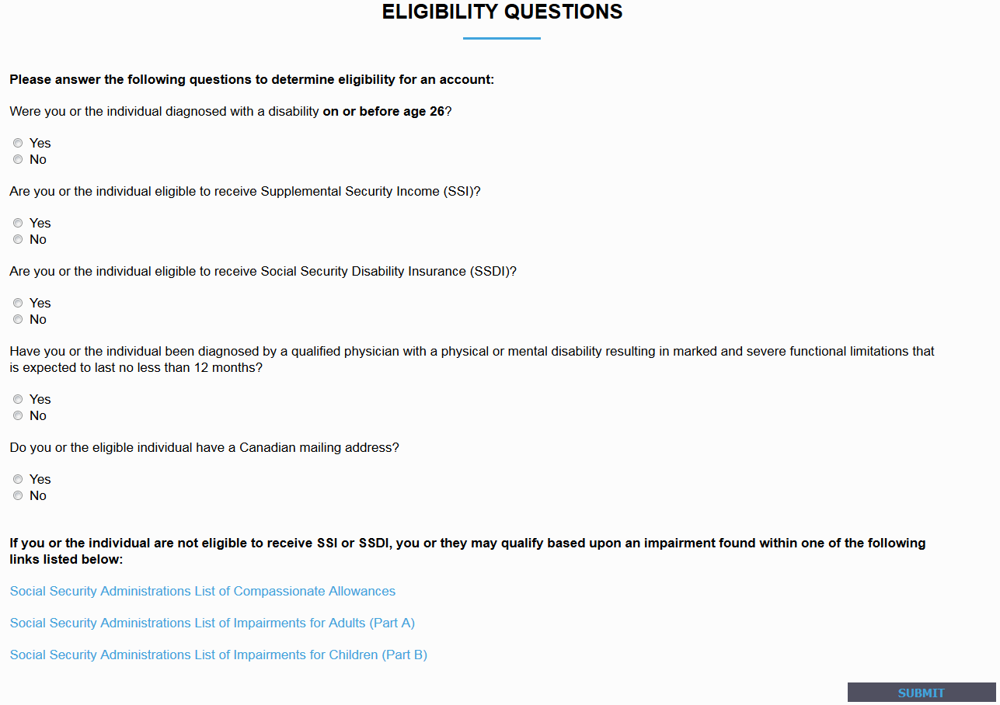 ELIGIBILITY QUESTIONS
Please answer the following questions to determine eligibility for an account:
Were you or the individual diagnosed with a disability on or before age 26?
Yes
No
Are you or the individual eligible to receive Supplemental Security Income (SSI)?
Yes
No
Are you or the individual eligible to receive Social Security Disability Insurance (SSDI)?
Yes
No
Have you or the individual been diagnosed by a qualified physician with a physical or mental disability resulting in marked and severe functional limitations that
is expected to last no less than 12 months?
Yes
No
Do you or the eligible individual have a Canadian mailing address?
Yes
No
If you or the individual are not eligible to receive SSI or SSDI, you or they may qualify based upon an impairment found within one of the following
links listed below:
Social Security Administrations List of Compassionate Allowances
Social Security Administrations List of Impairments for Adults (Part A)
Social Security Administrations List of Impairments for Children (Part B)
SUBMIT